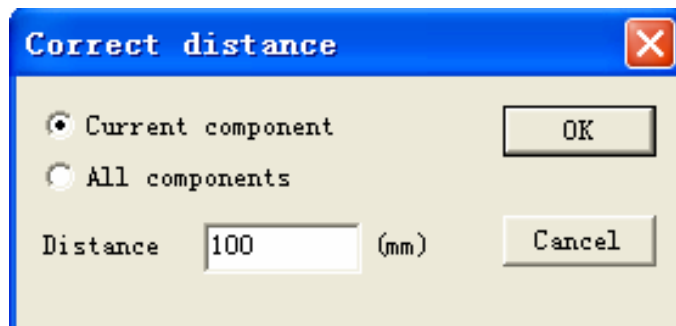 Correct distance
Current component
OK
All components
Distance 100 (mm)
Cancel